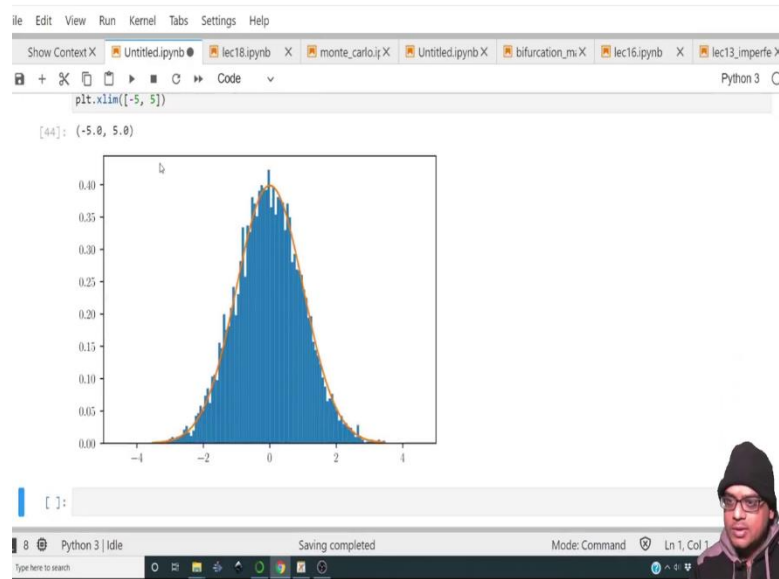 ile Edit View Run Kernel Tabs Settings Help
Show Context X Untitled.ipynb lec18.ipynb X monte_carlo.ip X Untitled.ipynb X bifurcation_m X lec16.ipynb X lec13_imperfe X
Code Python 3
plt.xlim([-5, 5])
[44]: (-5.0, 5.0)
0.40
0.35
0.30
0.25
0.20
0.15
0.10
0.05
0.00
−4 −2 0 2 4
[ ]:
8 Python 3 | Idle Saving completed Mode: Command Ln 1, Col 1
Type here to search